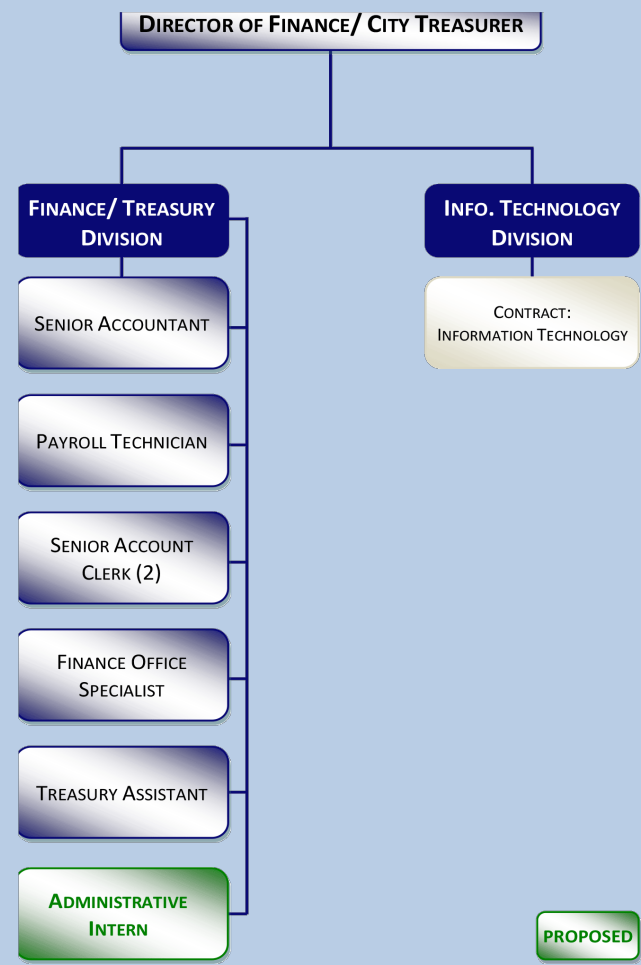 DIRECTOR OF FINANCE/ CITY TREASURER
FINANCE/ TREASURY
DIVISION
INFO. TECHNOLOGY
DIVISION
SENIOR ACCOUNTANT
CONTRACT:
INFORMATION TECHNOLOGY
PAYROLL TECHNICIAN
SENIOR ACCOUNT
CLERK (2)
FINANCE OFFICE
SPECIALIST
TREASURY ASSISTANT
ADMINISTRATIVE
INTERN
PROPOSED